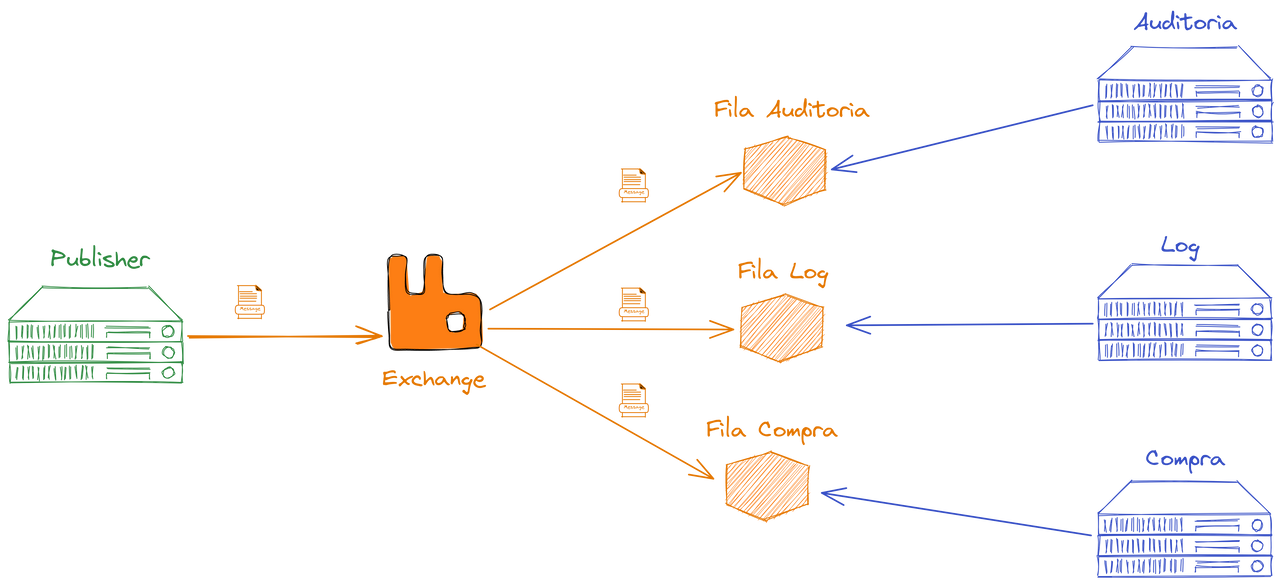 Auditoria
Fila Auditoria
Message
Publisher
Log
Fila Log
Message
Message
Exchange
Message
Fila Compra
Compra